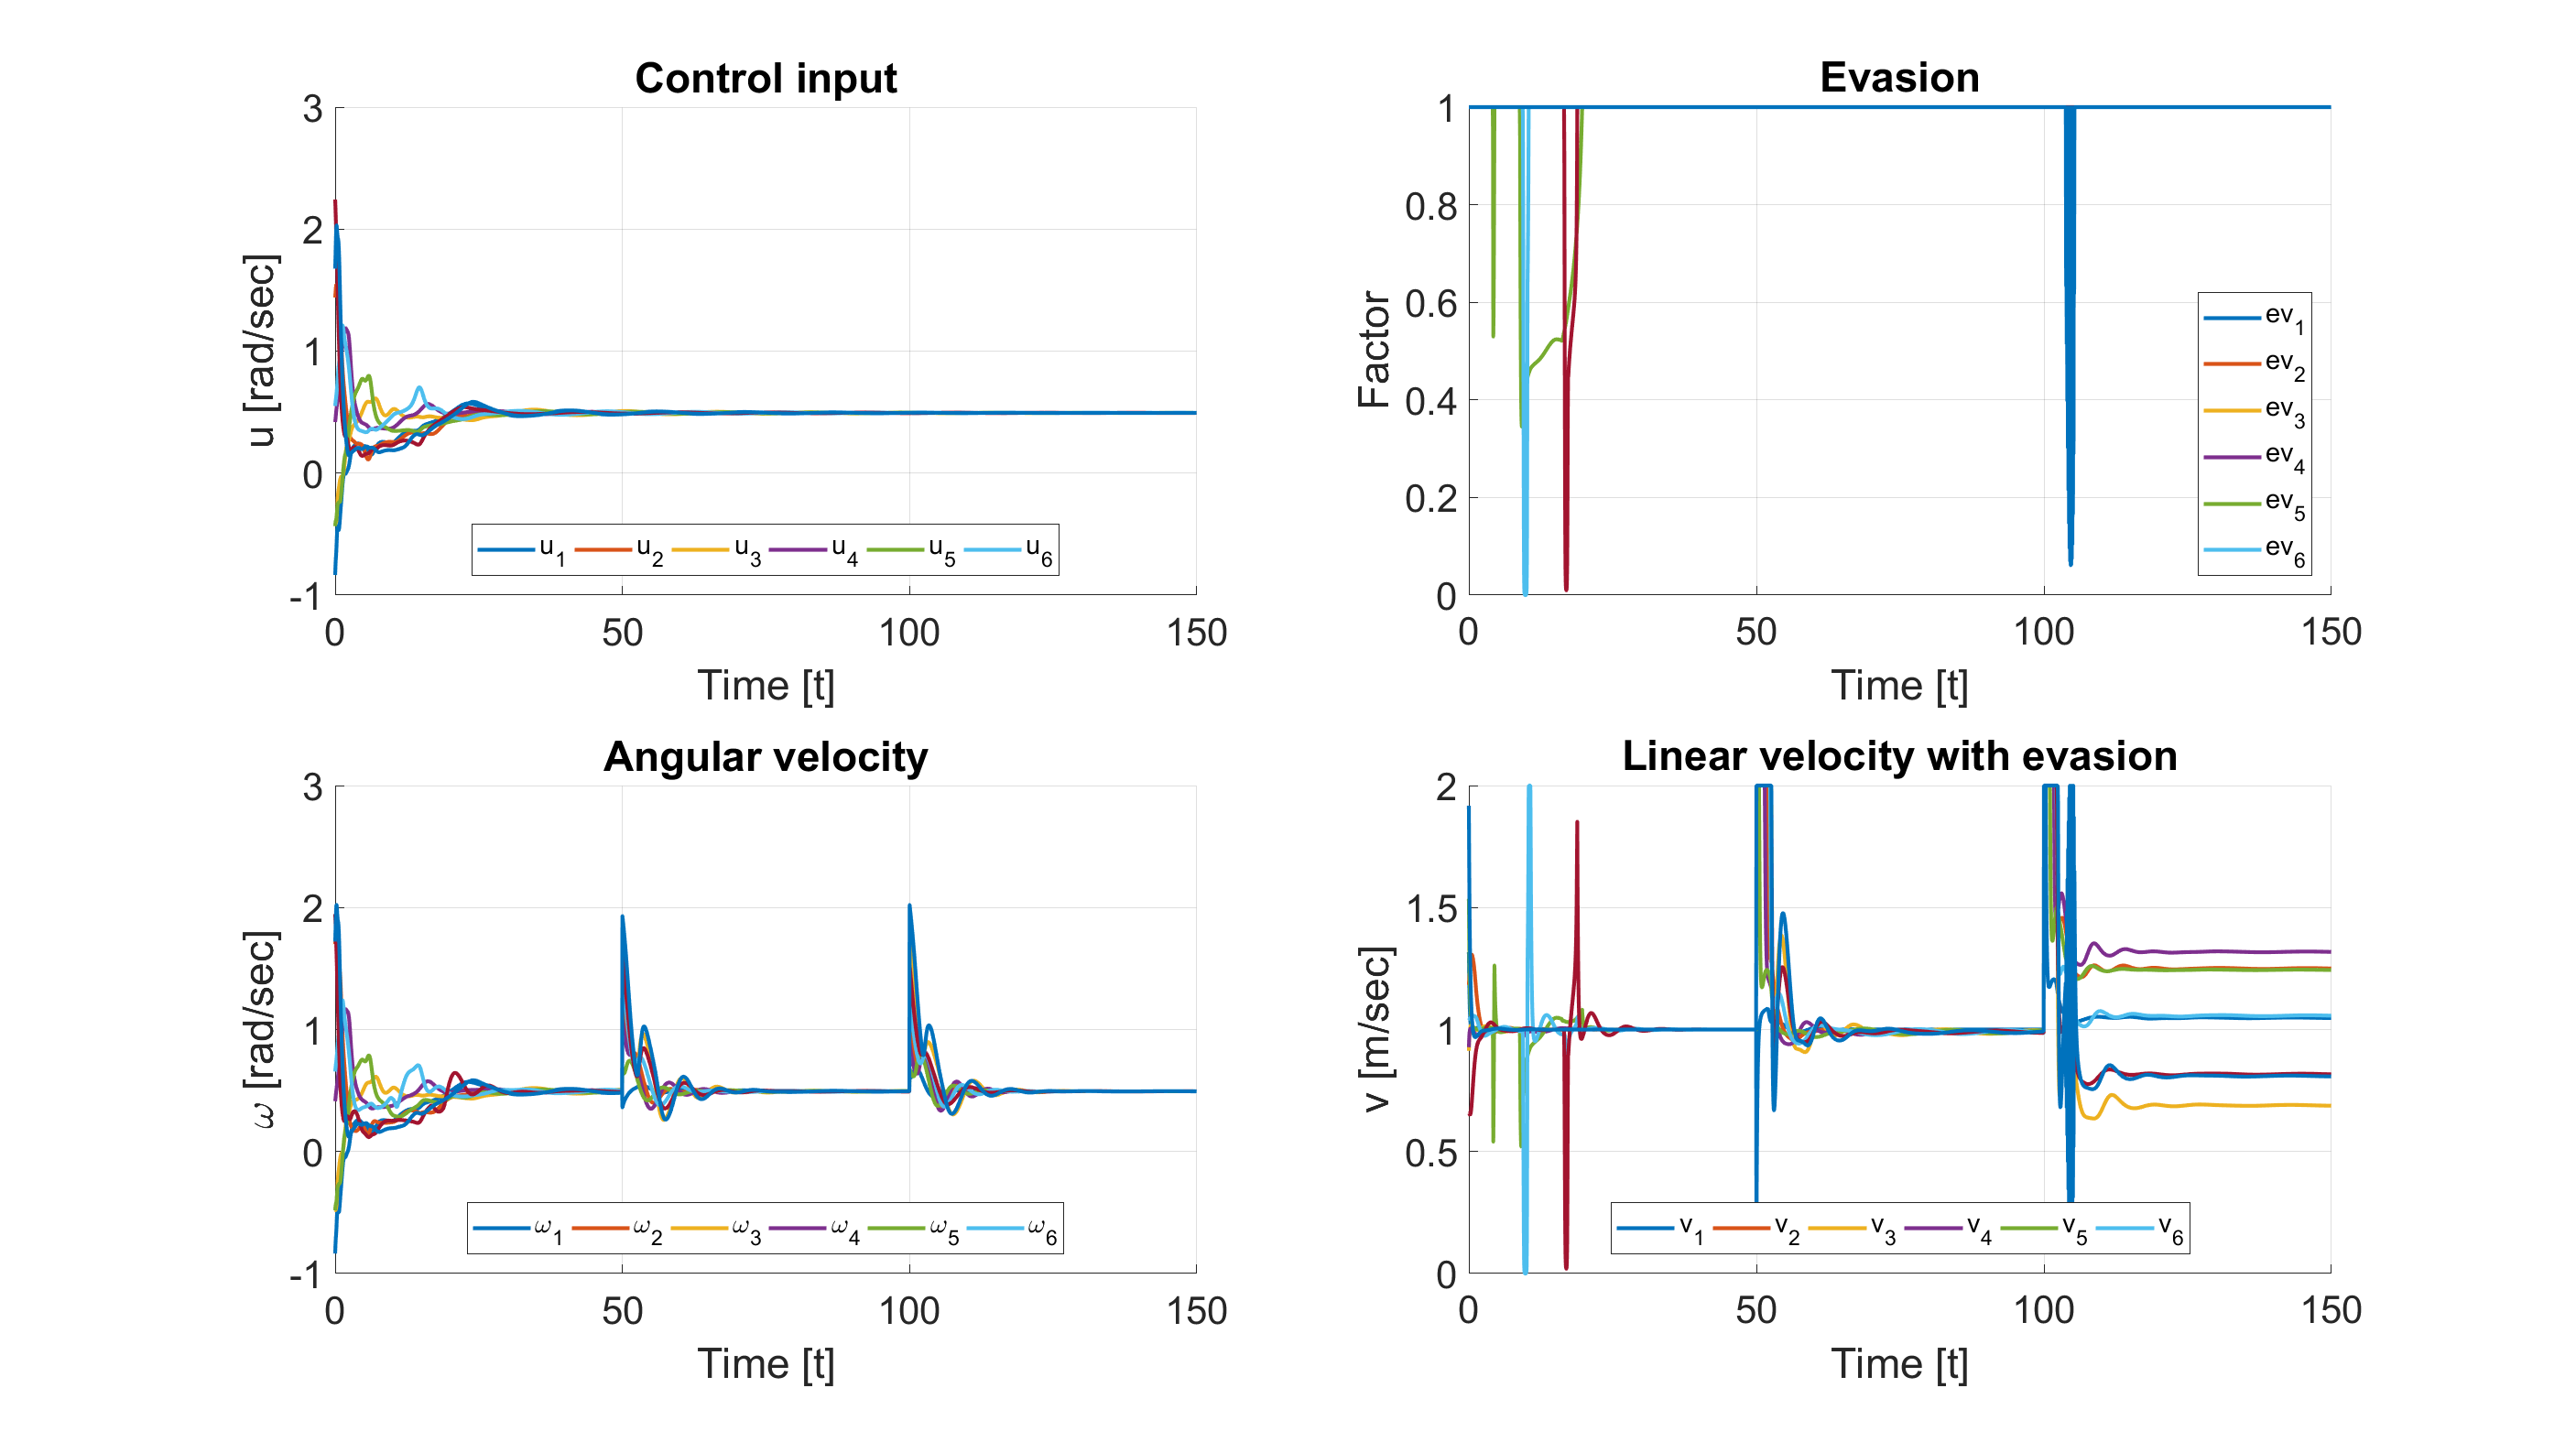 Control input
3
2
1
0
-1
u [rad/sec]
u1 u2 u3 u4 u5 u6
0 50 100 150
Time [t]
Evasion
1
0.8
0.6
0.4
0.2
0
Factor
ev1
ev2
ev3
ev4
ev5
ev6
0 50 100 150
Time [t]
Angular velocity
3
2
1
0
-1
ω [rad/sec]
ω1 ω2 ω3 ω4 ω5 ω6
0 50 100 150
Time [t]
Linear velocity with evasion
2
1.5
1
0.5
0
v [m/sec]
v1 v2 v3 v4 v5 v6
0 50 100 150
Time [t]